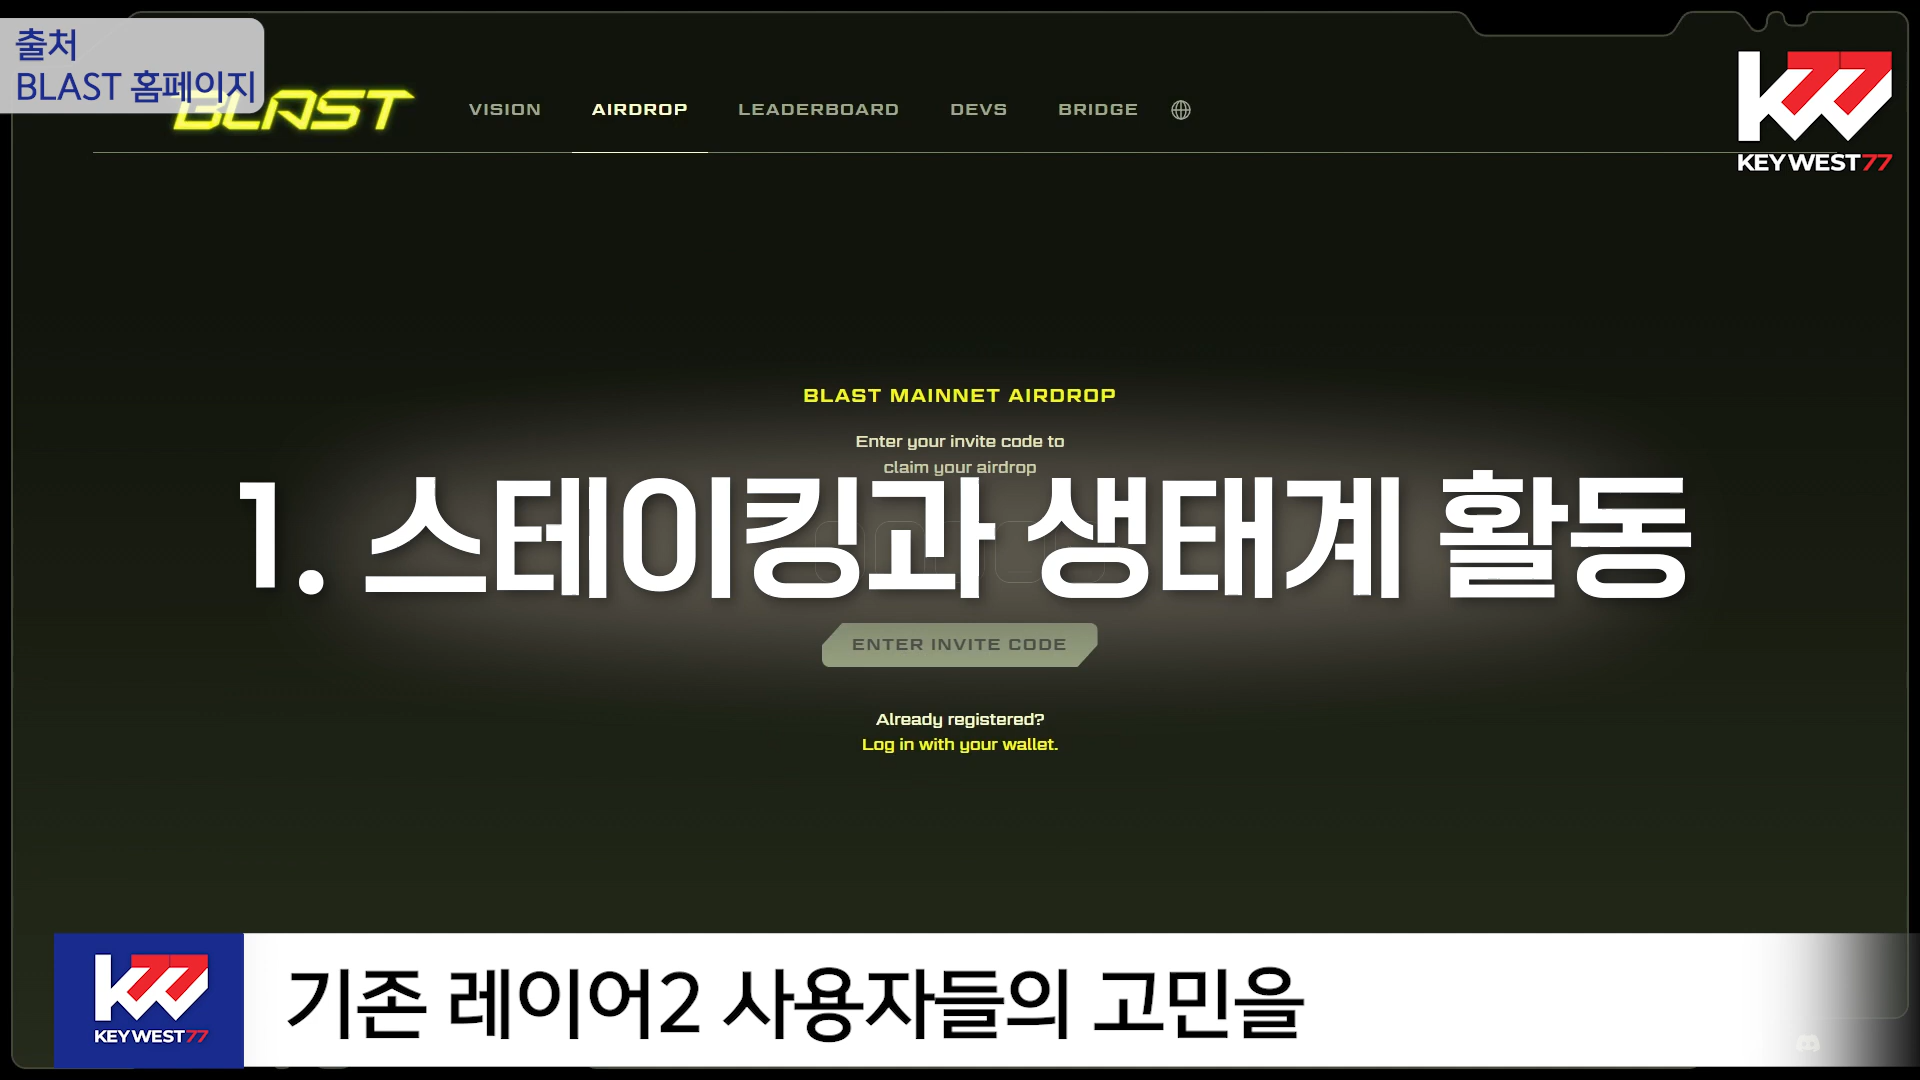 출처
BLAST 홈페이지
BLAST
VISION AIRDROP LEADERBOARD DEVS BRIDGE
KEYWEST77
BLAST MAINNET AIRDROP
Enter your invite code to
claim your airdrop
1. 스테이킹과 생태계 활동
ENTER INVITE CODE
Already registered?
Log in with your wallet.
KEYWEST77
기존 레이어2 사용자들의 고민을